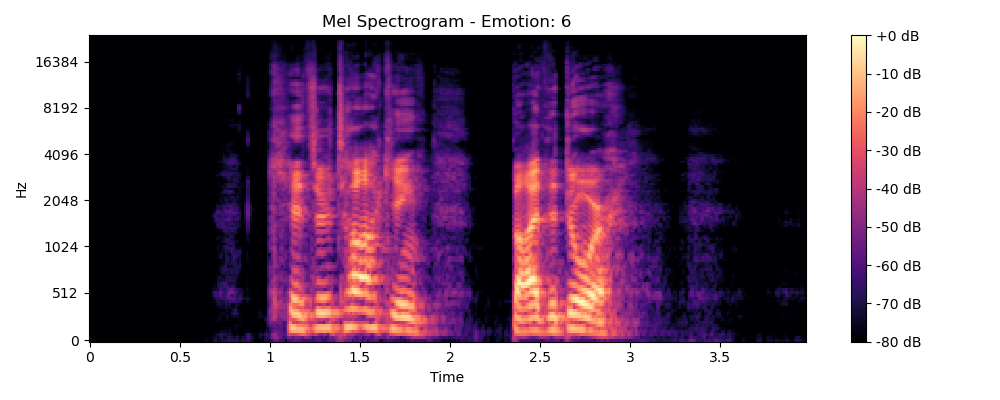 Mel Spectrogram - Emotion: 6
Hz
16384
8192
4096
2048
1024
512
0
0
0.5
1
1.5
2
2.5
3
3.5
Time
+0 dB
-10 dB
-20 dB
-30 dB
-40 dB
-50 dB
-60 dB
-70 dB
-80 dB